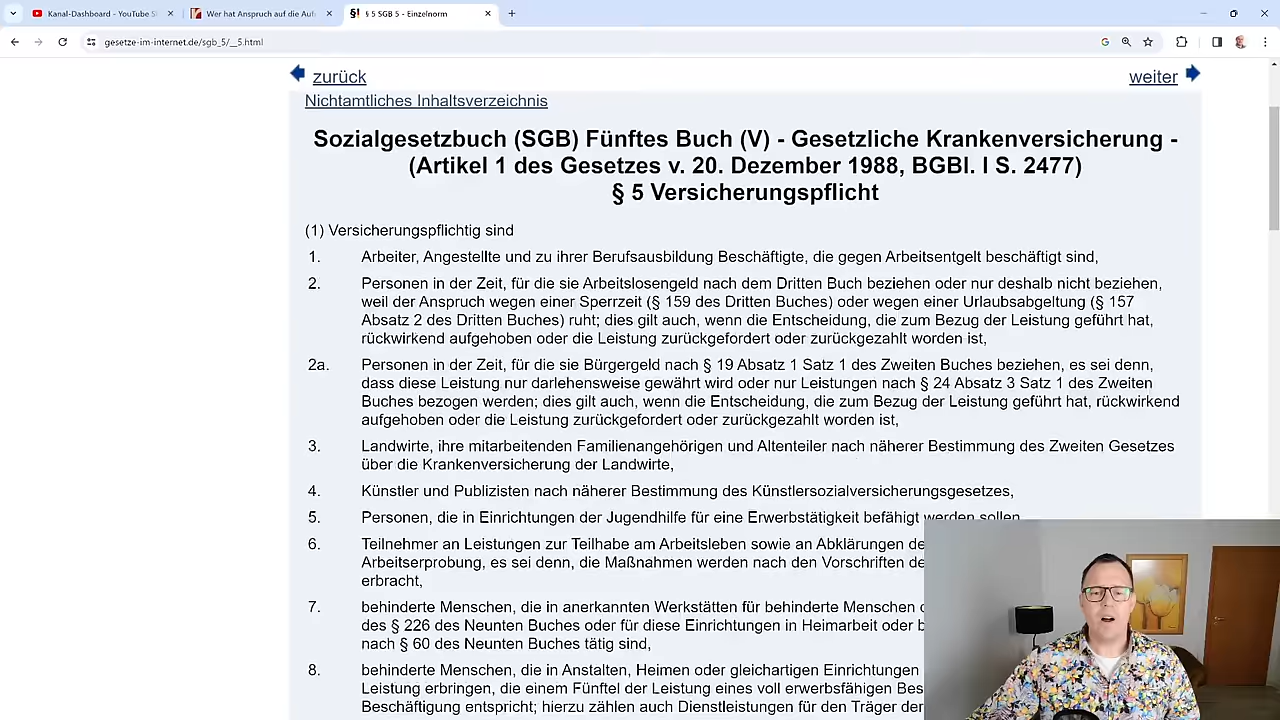 Kanal-Dashboard - YouTube
Wer hat Anspruch auf die Au
§ 5 SGB 5 - Einzelnorm
gesetze-im-internet.de/sgb_5/__5.html
zurück
weiter
Nichtamtliches Inhaltsverzeichnis
Sozialgesetzbuch (SGB) Fünftes Buch (V) - Gesetzliche Krankenversicherung -
(Artikel 1 des Gesetzes v. 20. Dezember 1988, BGBl. I S. 2477)
§ 5 Versicherungspflicht
(1) Versicherungspflichtig sind
1. Arbeiter, Angestellte und zu ihrer Berufsausbildung Beschäftigte, die gegen Arbeitsentgelt beschäftigt sind,
2. Personen in der Zeit, für die sie Arbeitslosengeld nach dem Dritten Buch beziehen oder nur deshalb nicht beziehen,
weil der Anspruch wegen einer Sperrzeit (§ 159 des Dritten Buches) oder wegen einer Urlaubsabgeltung (§ 157
Absatz 2 des Dritten Buches) ruht; dies gilt auch, wenn die Entscheidung, die zum Bezug der Leistung geführt hat,
rückwirkend aufgehoben oder die Leistung zurückgefordert oder zurückgezahlt worden ist,
2a. Personen in der Zeit, für die sie Bürgergeld nach § 19 Absatz 1 Satz 1 des Zweiten Buches beziehen, es sei denn,
dass diese Leistung nur darlehensweise gewährt wird oder nur Leistungen nach § 24 Absatz 3 Satz 1 des Zweiten
Buches bezogen werden; dies gilt auch, wenn die Entscheidung, die zum Bezug der Leistung geführt hat, rückwirkend
aufgehoben oder die Leistung zurückgefordert oder zurückgezahlt worden ist,
3. Landwirte, ihre mitarbeitenden Familienangehörigen und Altenteiler nach näherer Bestimmung des Zweiten Gesetzes
über die Krankenversicherung der Landwirte,
4. Künstler und Publizisten nach näherer Bestimmung des Künstlersozialversicherungsgesetzes,
5. Personen, die in Einrichtungen der Jugendhilfe für eine Erwerbstätigkeit befähigt werden sollen
6. Teilnehmer an Leistungen zur Teilhabe am Arbeitsleben sowie an Abklärungen de
Arbeitserprobung, es sei denn, die Maßnahmen werden nach den Vorschriften de
erbracht,
7. behinderte Menschen, die in anerkannten Werkstätten für behinderte Menschen
des § 226 des Neunten Buches oder für diese Einrichtungen in Heimarbeit oder b
nach § 60 des Neunten Buches tätig sind,
8. behinderte Menschen, die in Anstalten, Heimen oder gleichartigen Einrichtungen
Leistung erbringen, die einem Fünftel der Leistung eines voll erwerbsfähigen Bes
Beschäftigung entspricht; hierzu zählen auch Dienstleistungen für den Träger der